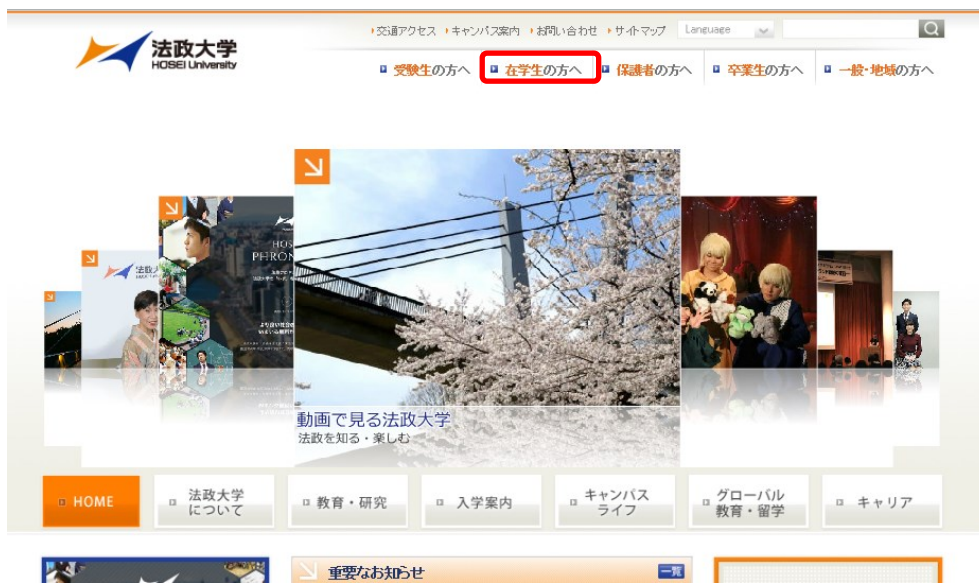 交通アクセス キャンパス案内 お問い合わせ サイトマップ Language
法政大学
HOSEI University
受験生の方へ 在学生の方へ 保護者の方へ 卒業生の方へ 一般・地域の方へ
動画で見る法政大学
法政を知る・楽しむ
HOME
法政大学
について
教育・研究
入学案内
キャンパス
ライフ
グローバル
教育・留学
キャリア
重要なお知らせ 一覧